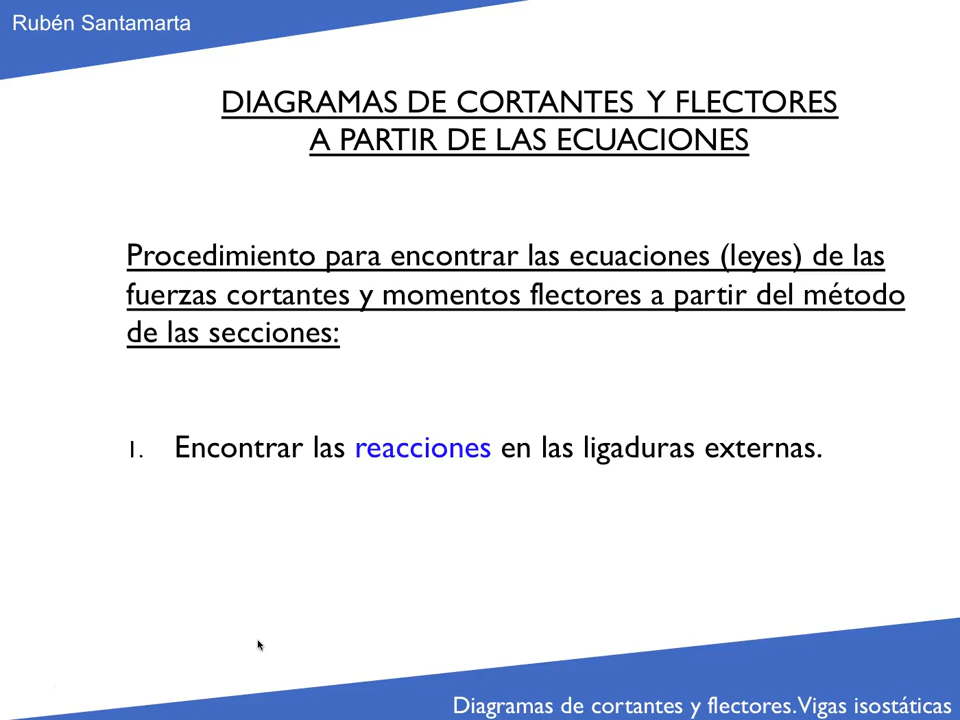 Rubén Santamarta
DIAGRAMAS DE CORTANTES Y FLECTORES
A PARTIR DE LAS ECUACIONES
Procedimiento para encontrar las ecuaciones (leyes) de las
fuerzas cortantes y momentos flectores a partir del método
de las secciones:
1. Encontrar las reacciones en las ligaduras externas.
Diagramas de cortantes y flectores. Vigas isostáticas